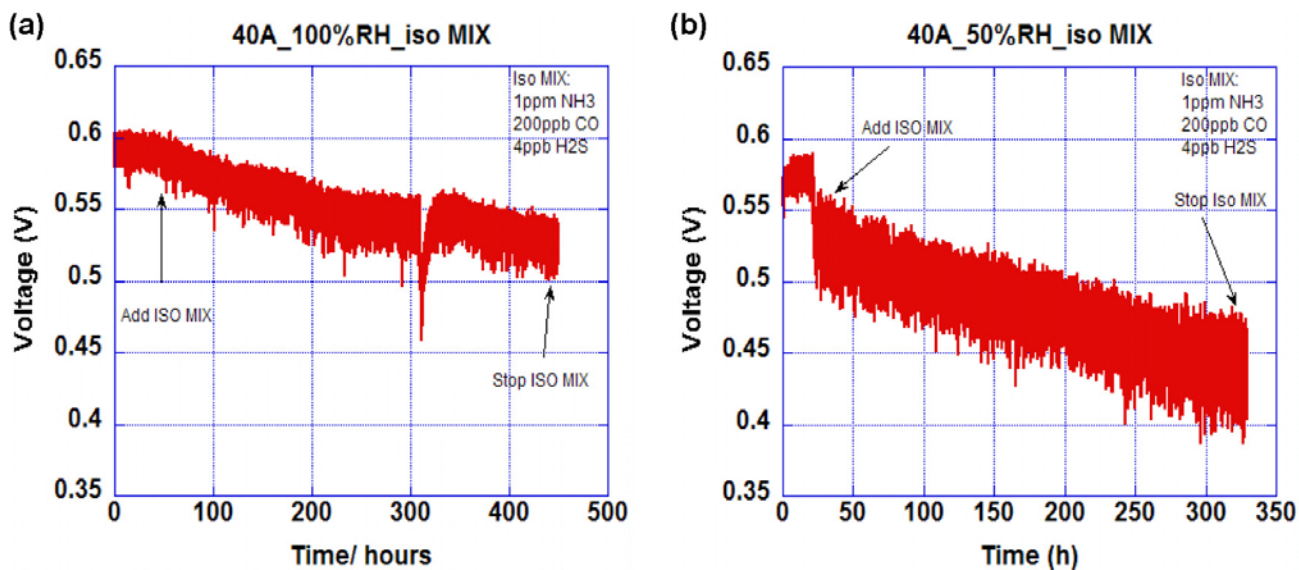 (a)
40A_100%RH_iso MIX
0.65
0.6
0.55
0.5
0.45
0.4
0.35
Voltage (V)
Iso MIX:
1ppm NH3
200ppb CO
4ppb H2S
Add ISO MIX
Stop ISO MIX
0 100 200 300 400 500
Time/ hours
(b)
40A_50%RH_iso MIX
0.65
0.6
0.55
0.5
0.45
0.4
0.35
Voltage (V)
Iso MIX:
1ppm NH3
200ppb CO
4ppb H2S
Add ISO MIX
Stop Iso MIX
0 50 100 150 200 250 300 350
Time (h)